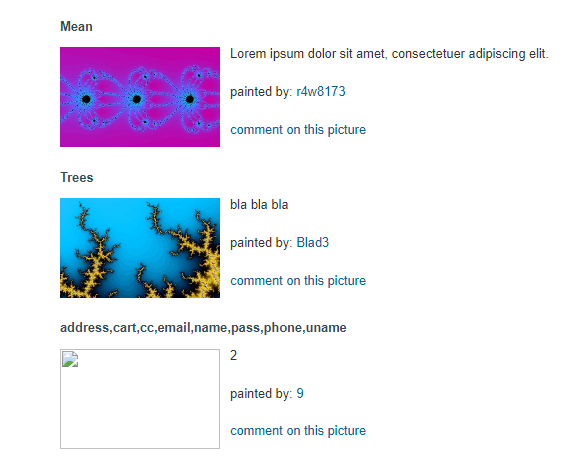 Mean
Lorem ipsum dolor sit amet, consectetuer adipiscing elit.
painted by: r4w8173
comment on this picture
Trees
bla bla bla
painted by: Blad3
comment on this picture
address,cart,cc,email,name,pass,phone,uname
2
painted by: 9
comment on this picture